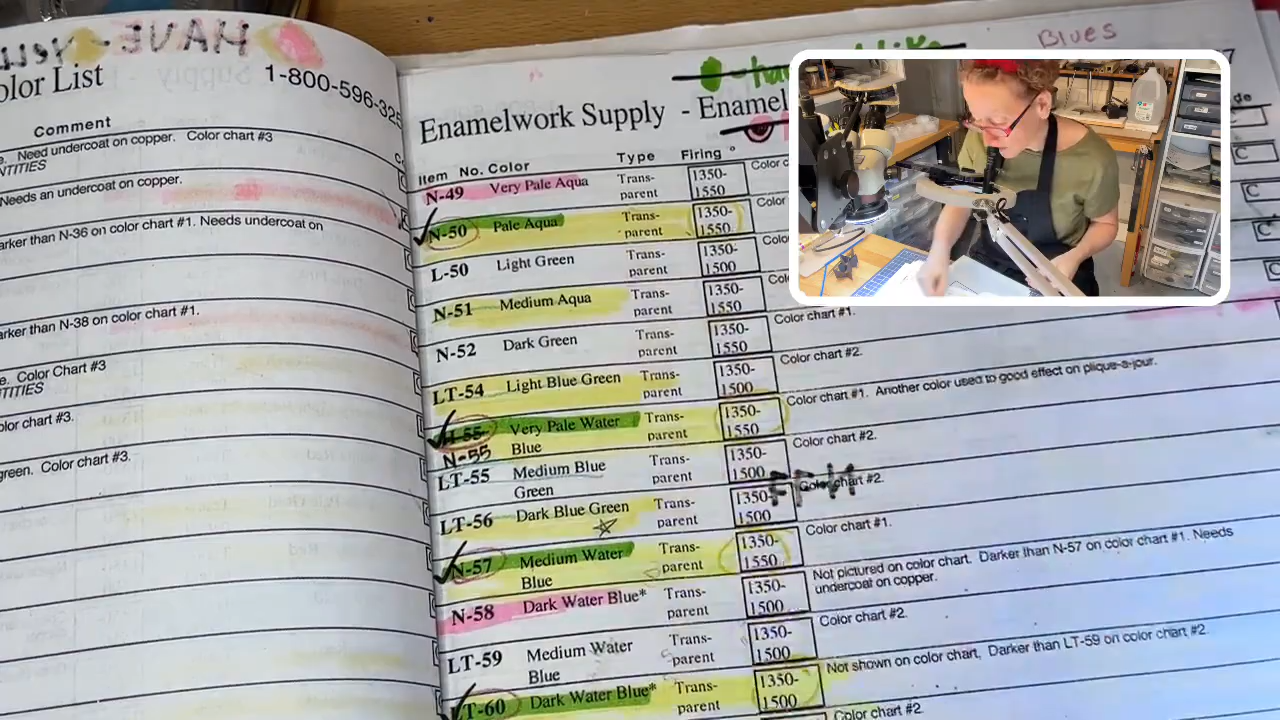 HAVE
olor List
1-800-596-325
Comment
e. Need undercoat on copper. Color chart #3
NTITIES
Needs an undercoat on copper.
arker than N-36 on color chart #1. Needs undercoat on
arker than N-38 on color chart #1.
e. Color Chart #3
NTITIES
olor chart #3.
green. Color chart #3.
Blues
7
Enamelwork Supply - Enamel
Item No. Color Type Firing °
N-49 Very Pale Aqua Trans-parent 1350-1550 Color c
N-50 Pale Aqua Trans-parent 1350-1550 Color
L-50 Light Green Trans-parent 1350-1500 Colo
N-51 Medium Aqua Trans-parent 1350-1550 Color
N-52 Dark Green Trans-parent 1350-1550 Color chart #1.
LT-54 Light Blue Green Trans-parent 1350-1500 Color chart #2.
N-55 Very Pale Water Blue Trans-parent 1350-1550 Color chart #1. Another color used to good effect on plique-a-jour.
LT-55 Medium Blue Green Trans-parent 1350-1500 Color chart #2.
LT-56 Dark Blue Green Trans-parent 1350-1500 Color chart #2.
N-57 Medium Water Blue Trans-parent 1350-1550 Color chart #1.
N-58 Dark Water Blue* Trans-parent 1350-1500 Not pictured on color chart. Darker than N-57 on color chart #1. Needs undercoat on copper.
LT-59 Medium Water Blue Trans-parent 1350-1500 Color chart #2.
LT-60 Dark Water Blue* Trans-parent 1350-1500 Not shown on color chart. Darker than LT-59 on color chart #2.
Color chart #2